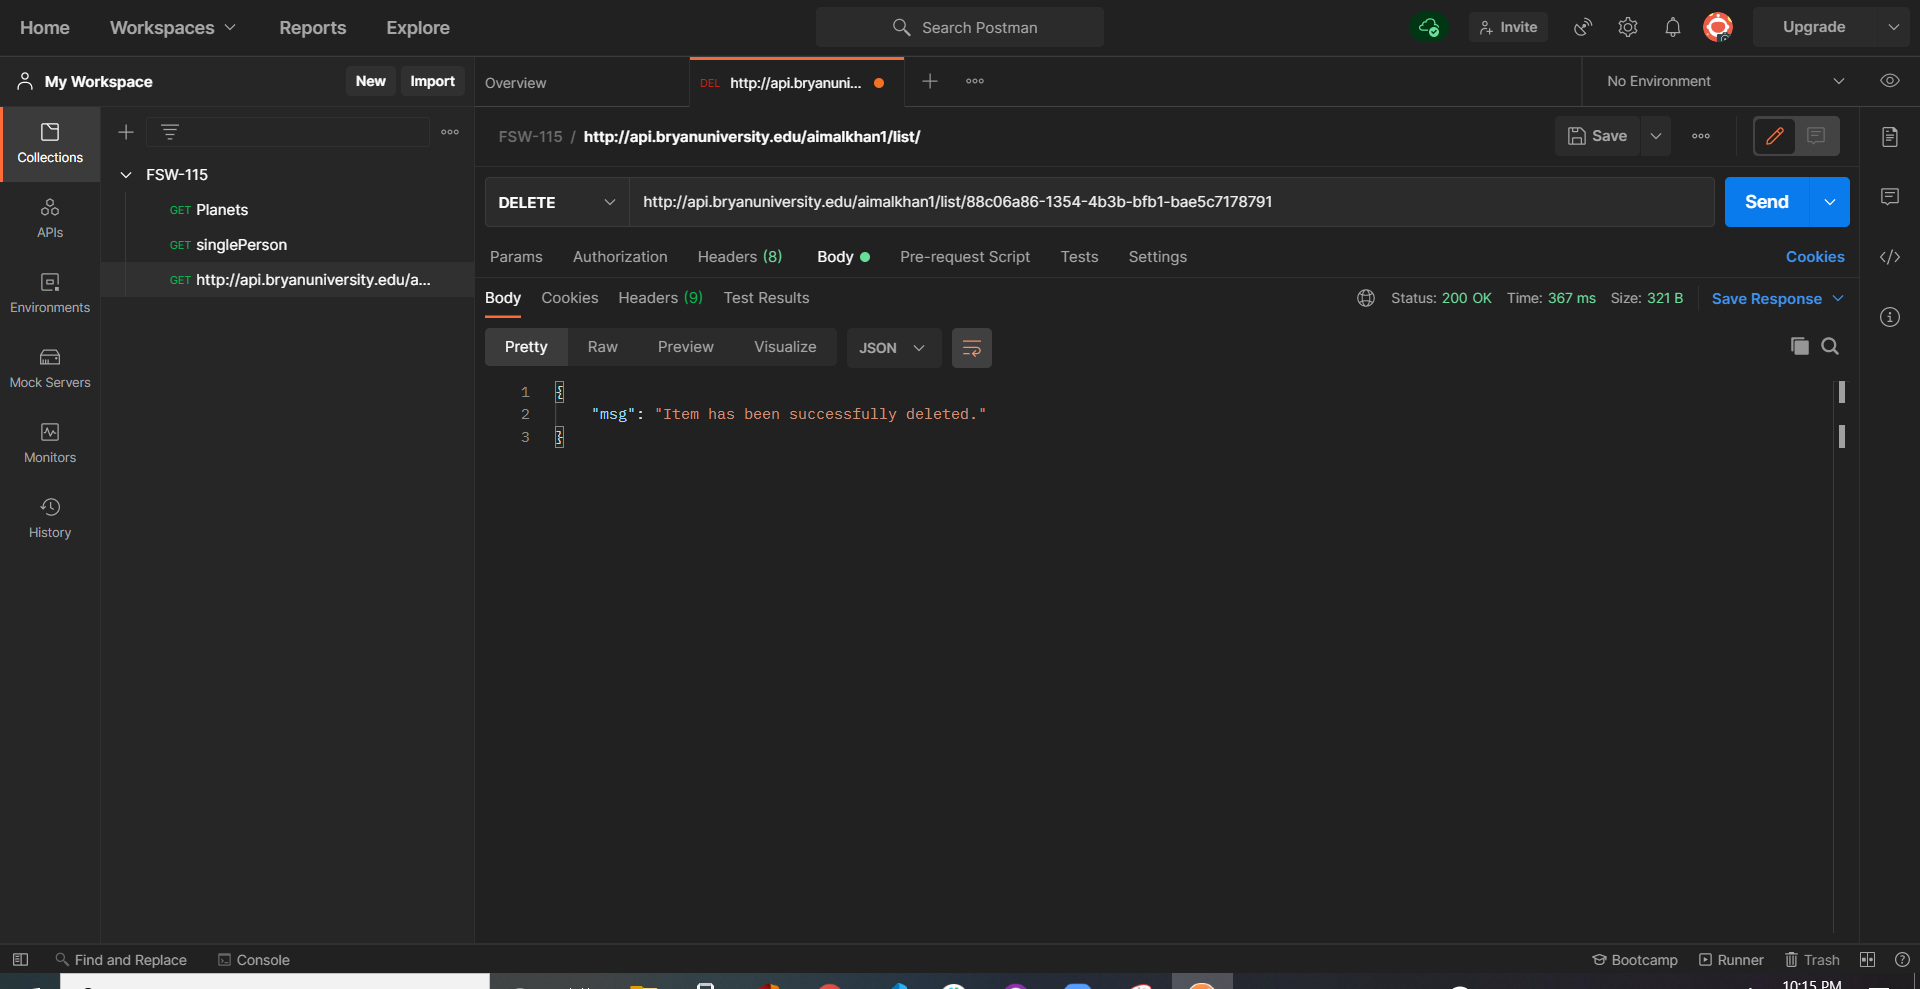 Home Workspaces Reports Explore Search Postman Invite Upgrade
My Workspace New Import Overview DEL http://api.bryanuni... No Environment
Collections
APIs
Environments
Mock Servers
Monitors
History
FSW-115
GET Planets
GET singlePerson
GET http://api.bryanuniversity.edu/a...
FSW-115 / http://api.bryanuniversity.edu/aimalkhan1/list/ Save
DELETE http://api.bryanuniversity.edu/aimalkhan1/list/88c06a86-1354-4b3b-bfb1-bae5c7178791 Send
Params Authorization Headers (8) Body Pre-request Script Tests Settings Cookies
Body Cookies Headers (9) Test Results Status: 200 OK Time: 367 ms Size: 321 B Save Response
Pretty Raw Preview Visualize JSON
1 {
2 "msg": "Item has been successfully deleted."
3 }
Find and Replace Console Bootcamp Runner Trash
10:15 PM